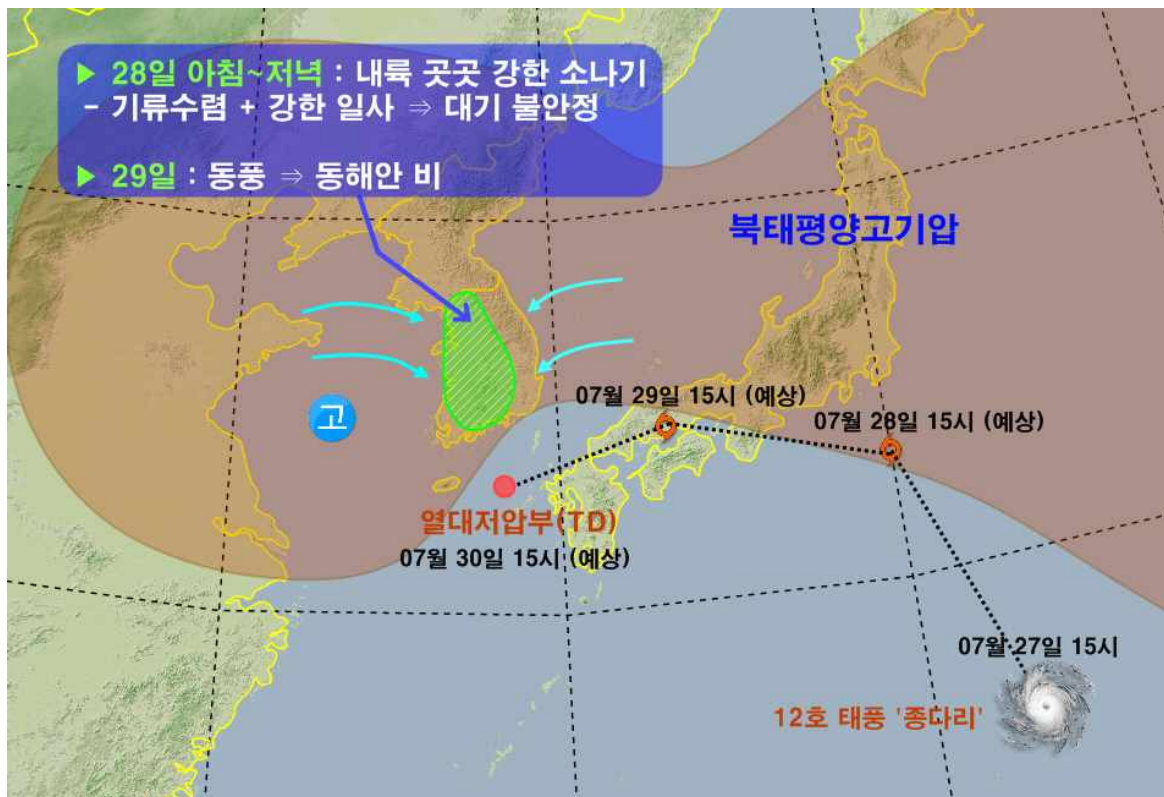 ▶ 28일 아침~저녁 : 내륙 곳곳 강한 소나기
- 기류수렴 + 강한 일사 ⇒ 대기 불안정
▶ 29일 : 동풍 ⇒ 동해안 비
북태평양고기압
고
07월 29일 15시 (예상)
07월 28일 15시 (예상)
열대저압부(TD)
07월 30일 15시 (예상)
07월 27일 15시
12호 태풍 '종다리'